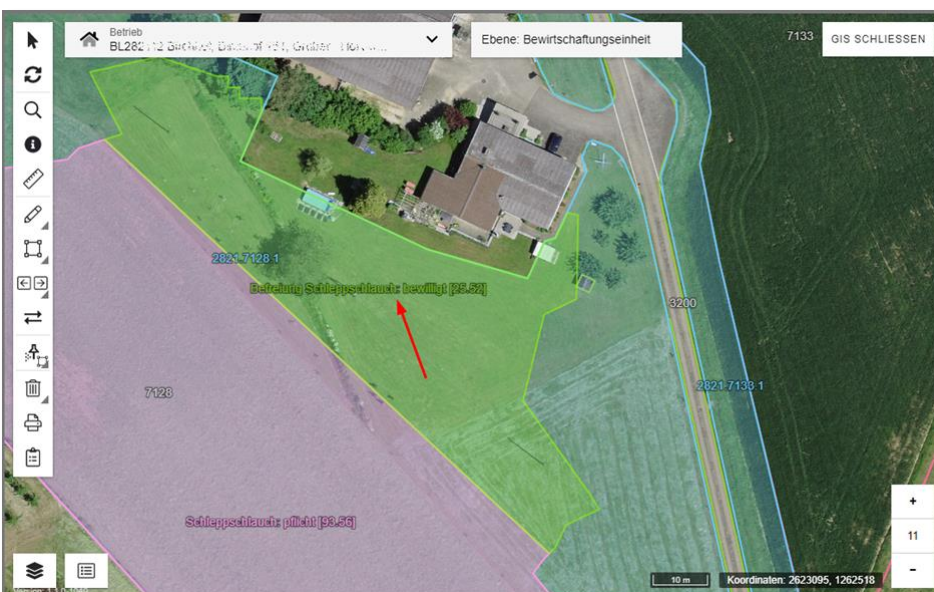 Betrieb
BL282
Ebene: Bewirtschaftungseinheit
7133
GIS SCHLIESSEN
2821.7128 1
Befreiung Schleppschlauch: bewilligt [25.52]
3200
2821.7133 1
7128
Schleppschlauch: pflicht [93.56]
+
11
-
10 m
Koordinaten: 2623095, 1262518